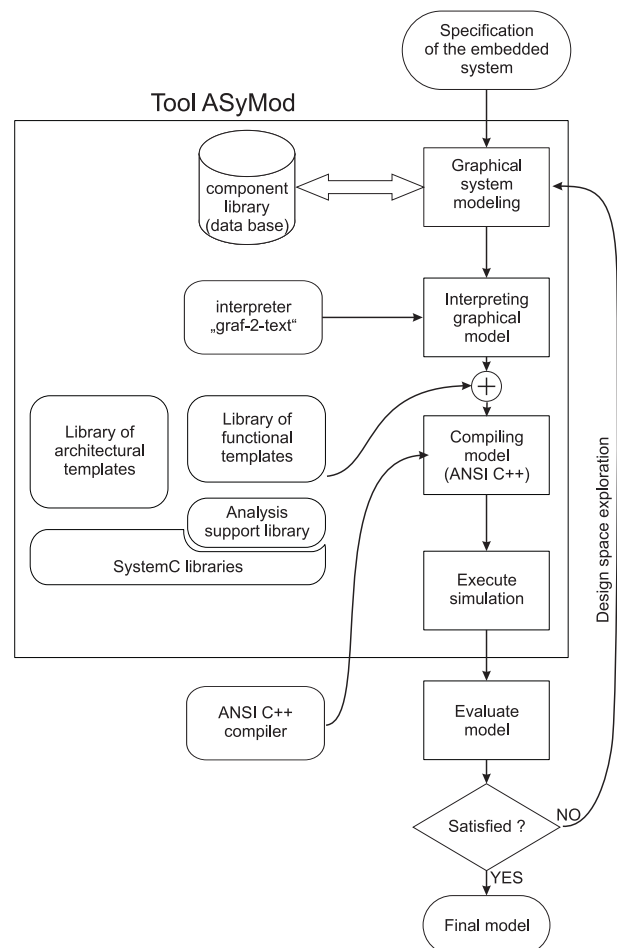 Specification
of the embedded
system
Tool ASyMod
component
library
(data base)
Graphical
system
modeling
interpreter
„graf-2-text“
Interpreting
graphical
model
+
Library of
architectural
templates
Library of
functional
templates
Compiling
model
(ANSI C++)
Analysis
support library
SystemC libraries
Execute
simulation
Design space exploration
ANSI C++
compiler
Evaluate
model
Satisfied ?
NO
YES
Final model